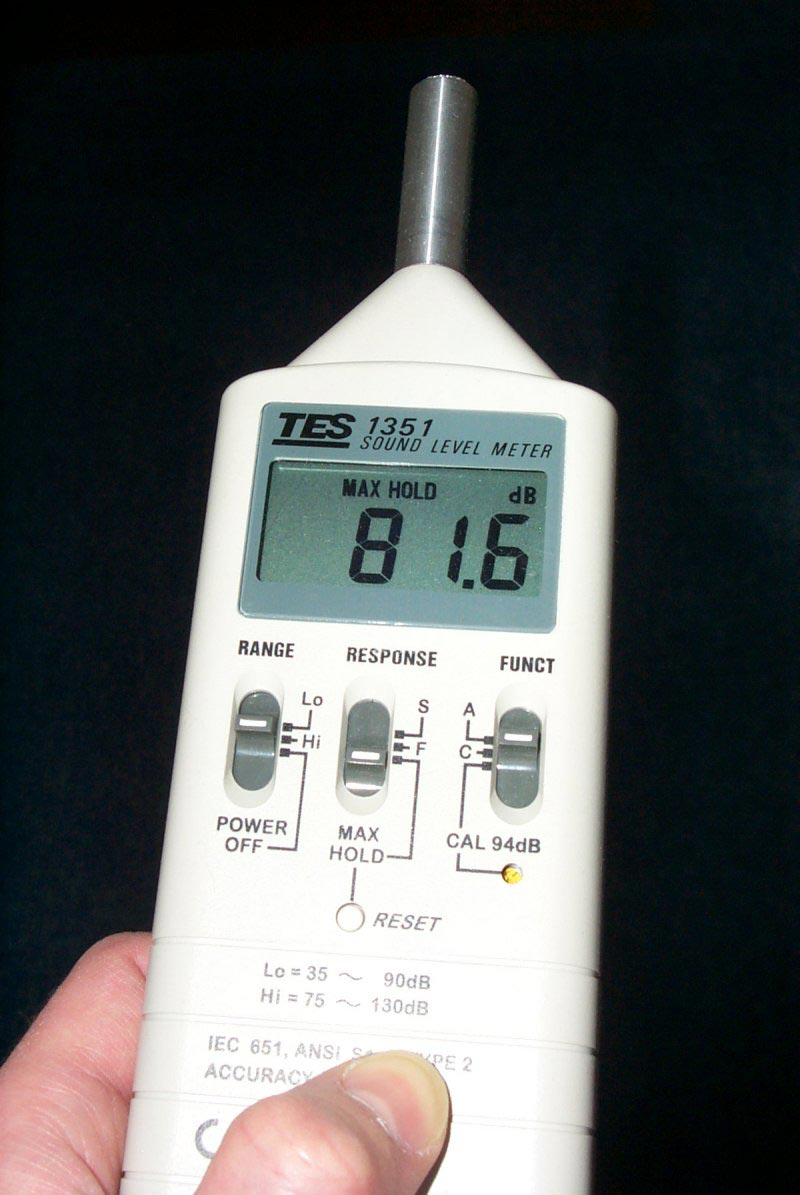 TES 1351
SOUND LEVEL METER
MAX HOLD dB
81.6
RANGE RESPONSE FUNCT
Lo S A
Hi F C
POWER OFF
MAX HOLD
CAL 94dB
RESET
Lo = 35 ~ 90dB
Hi = 75 ~ 130dB
IEC 651, ANSI 2
ACCURACY